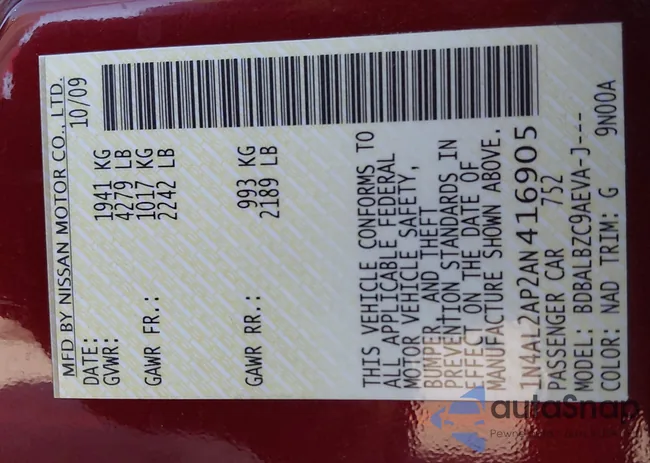 MFD BY NISSAN MOTOR CO., LTD.
DATE: 10/09
GVWR: 1941 KG
4279 LB
GAWR FR.: 1017 KG
2242 LB
GAWR RR.: 993 KG
2189 LB
THIS VEHICLE CONFORMS TO
ALL APPLICABLE FEDERAL
MOTOR VEHICLE SAFETY,
BUMPER AND THEFT
PREVENTION STANDARDS IN
EFFECT ON THE DATE OF
MANUFACTURE SHOWN ABOVE.
1N4AL2AP2AN416905
PASSENGER CAR 752
MODEL: BDBALBZC9AEVA-J---
COLOR: NAD TRIM: G 9N00A
autoSnap